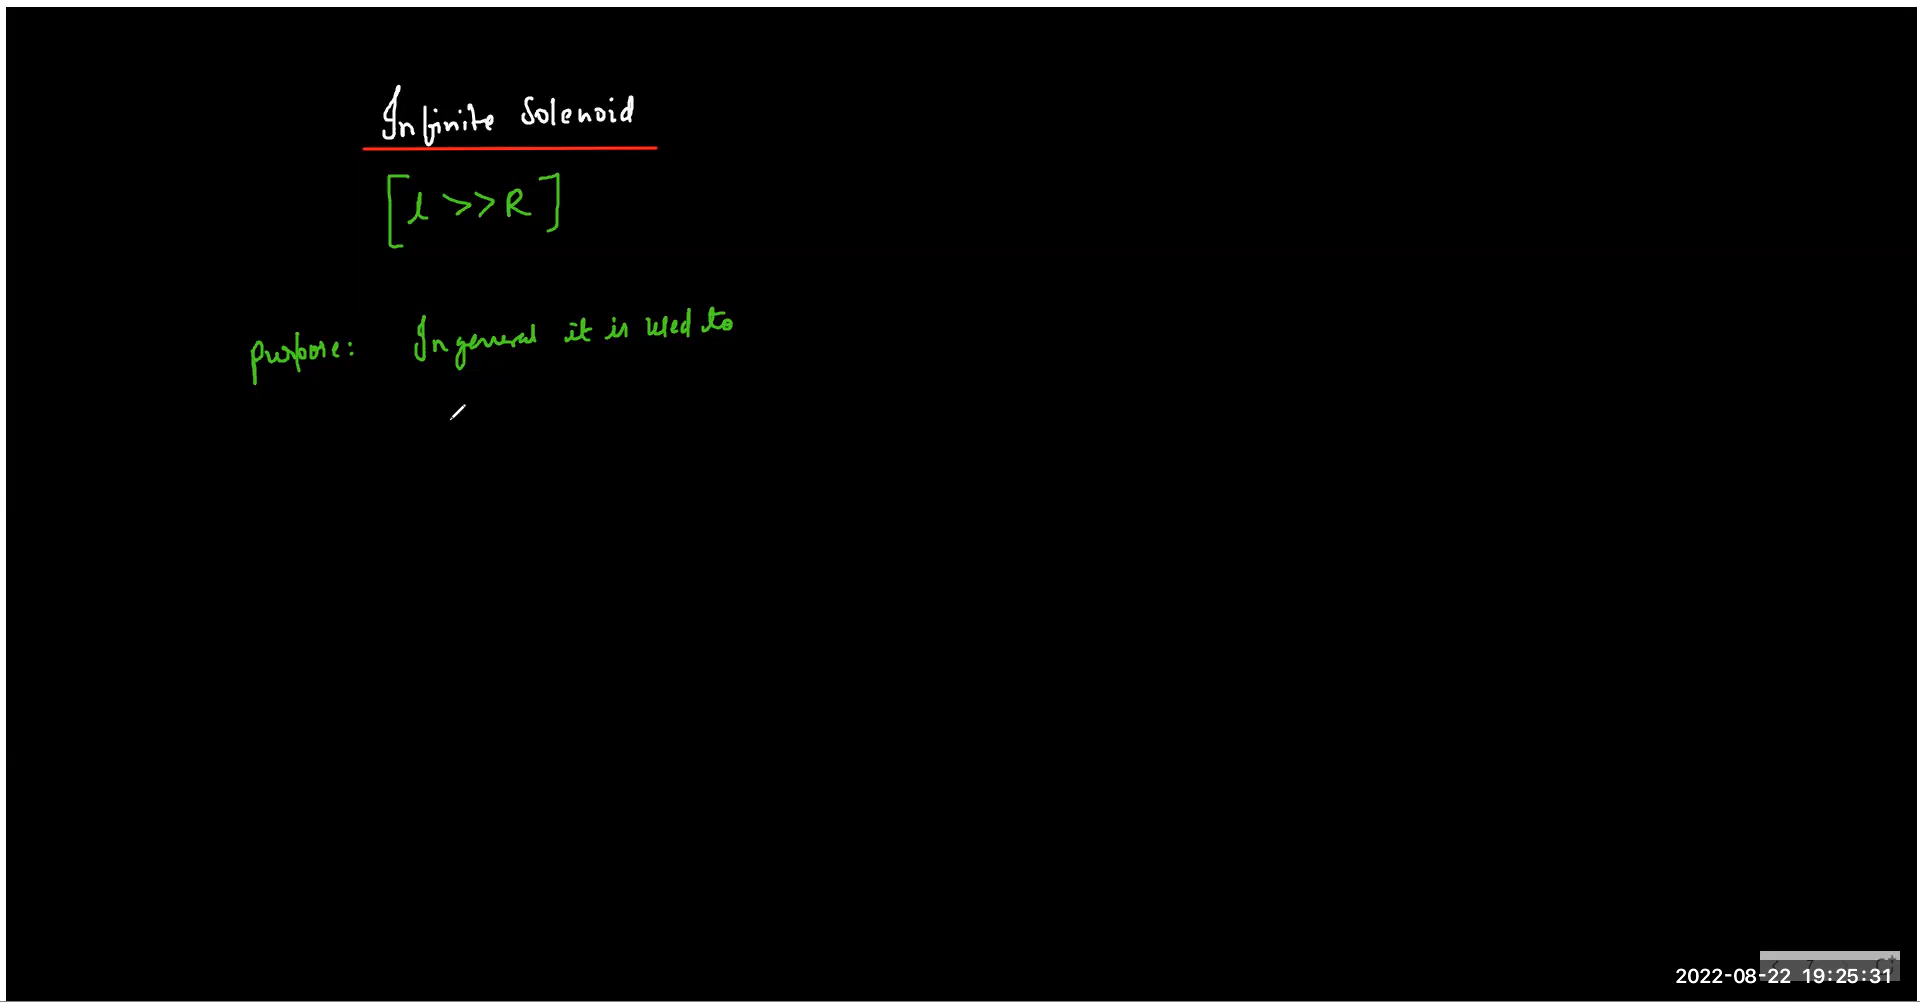 Infinite Solenoid
[l >> R]
purpose: In general it is used to
2022-08-22 19:25:31